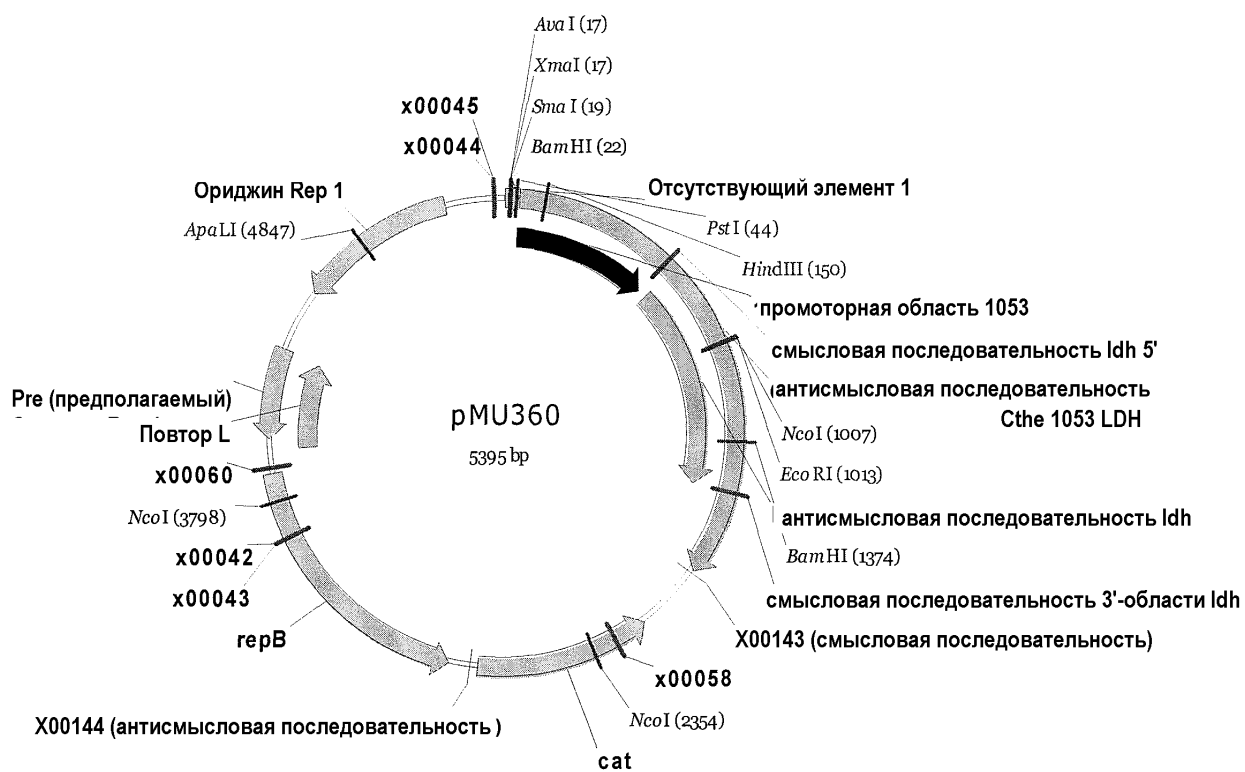 AvaI (17)
XmaI (17)
x00045
SmaI (19)
x00044
BamHI (22)
Ориджин Rep 1
Отсутствующий элемент 1
ApaLI (4847)
PstI (44)
HindIII (150)
промоторная область 1053
смысловая последовательность ldh 5'
Pre (предполагаемый)
антисмысловая последовательность
Cthe 1053 LDH
pMU360
Повтор L
NcoI (1007)
5395 bp
x00060
EcoRI (1013)
NcoI (3798)
антисмысловая последовательность ldh
x00042
BamHI (1374)
x00043
смысловая последовательность 3'-области ldh
repB
X00143 (смысловая последовательность)
x00058
X00144 (антисмысловая последовательность )
NcoI (2354)
cat